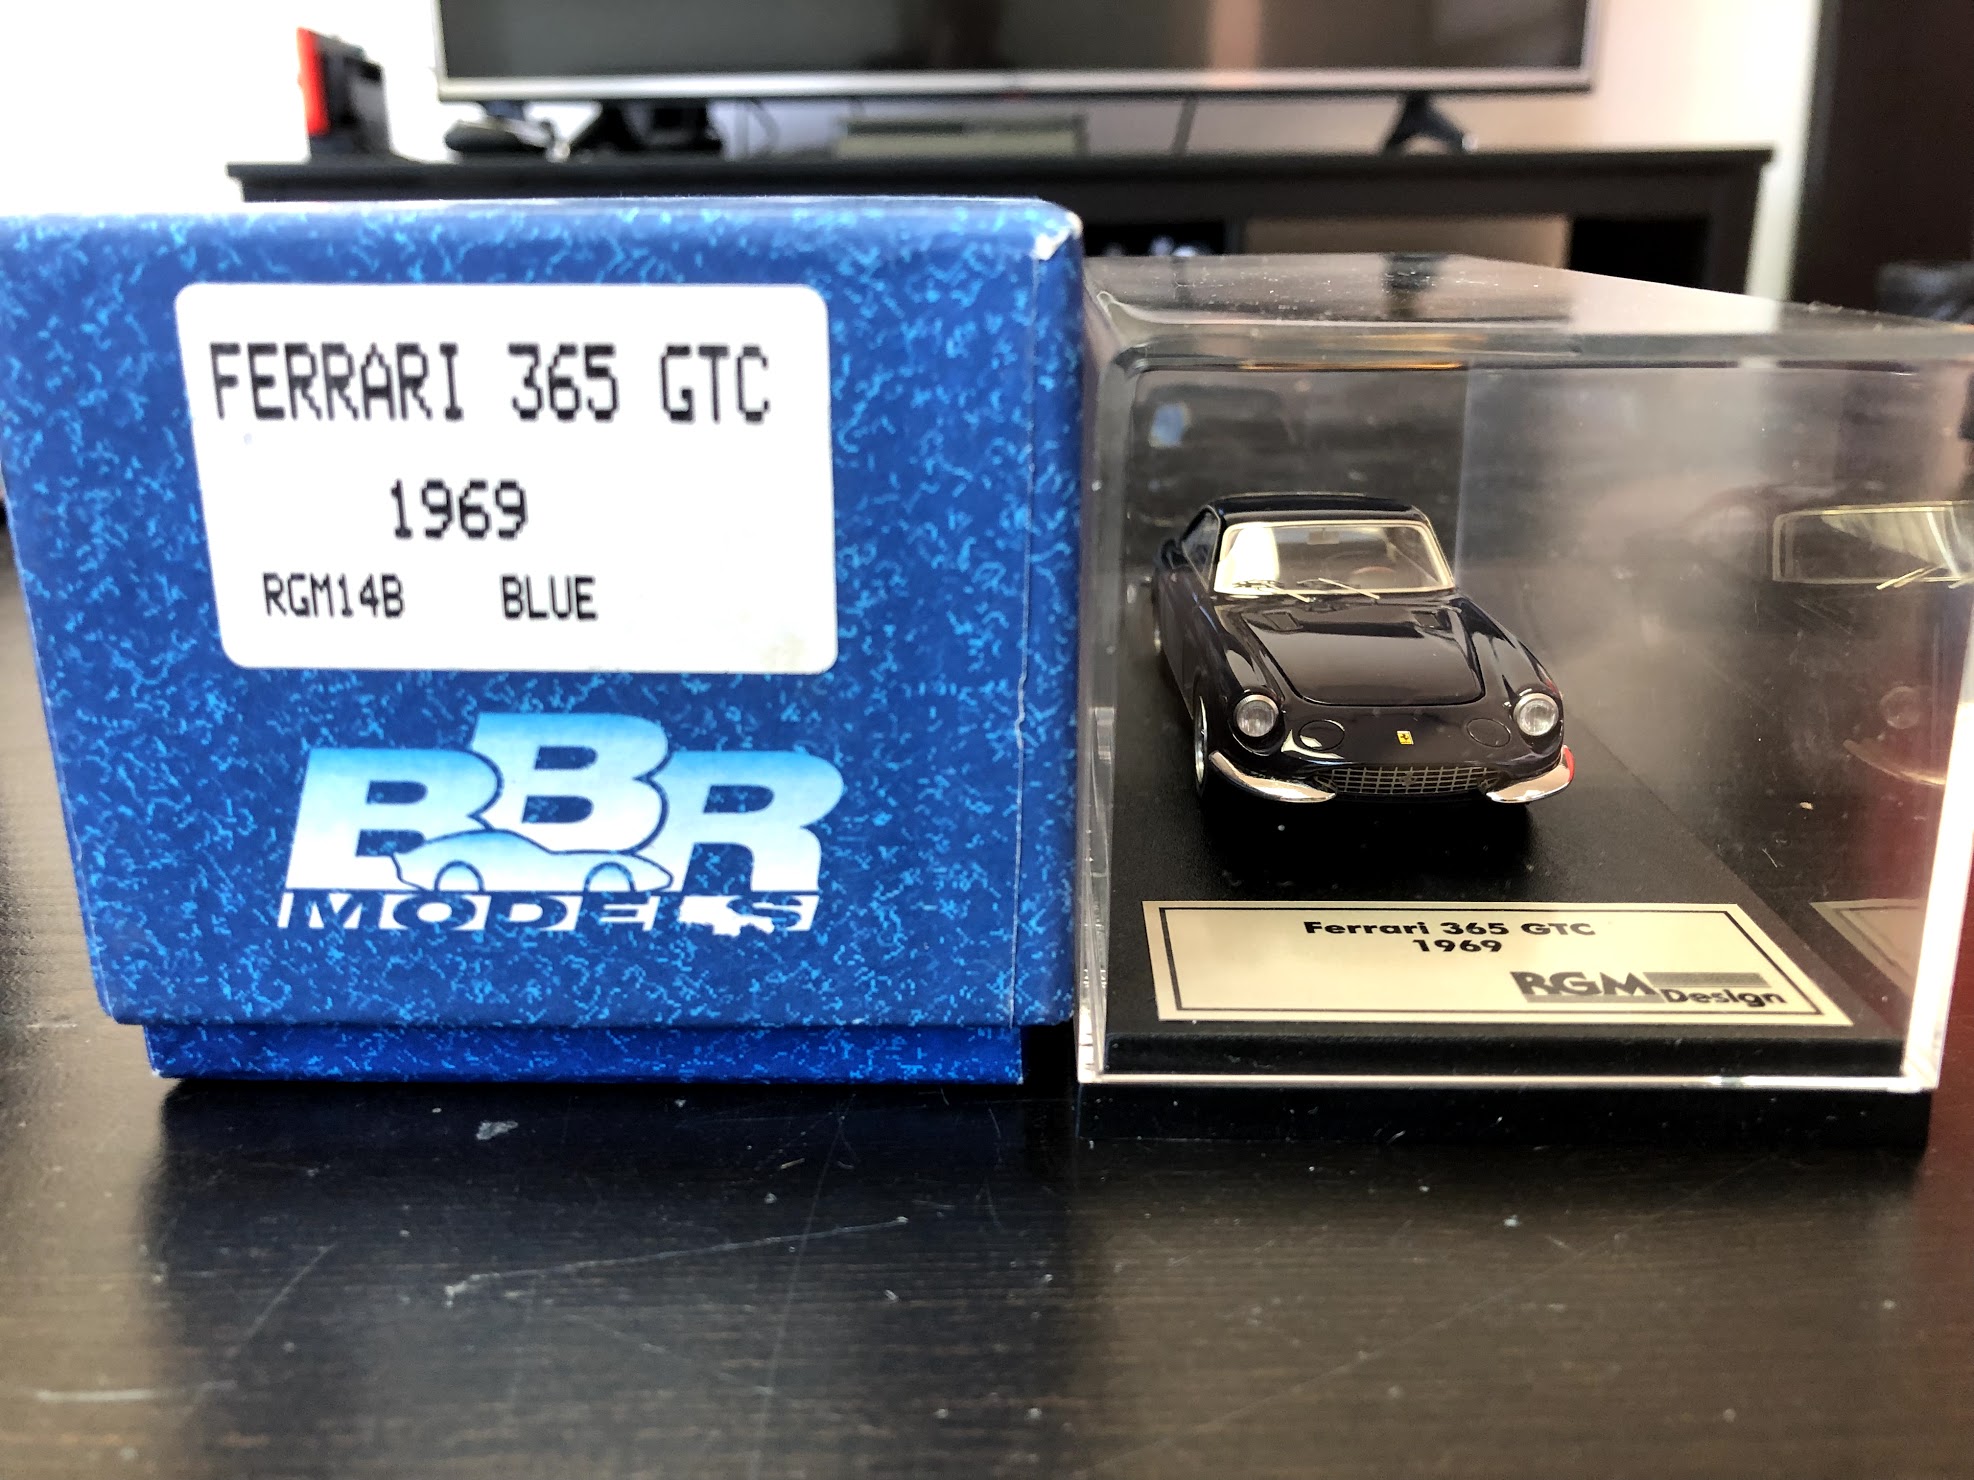 FERRARI 365 GTC
1969
RGM14B BLUE
BBR
MODELS
Ferrari 365 GTC
1969
RGM Design